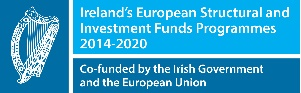 Ireland's European Structural and
Investment Funds Programmes
2014-2020
Co-funded by the Irish Government
and the European Union